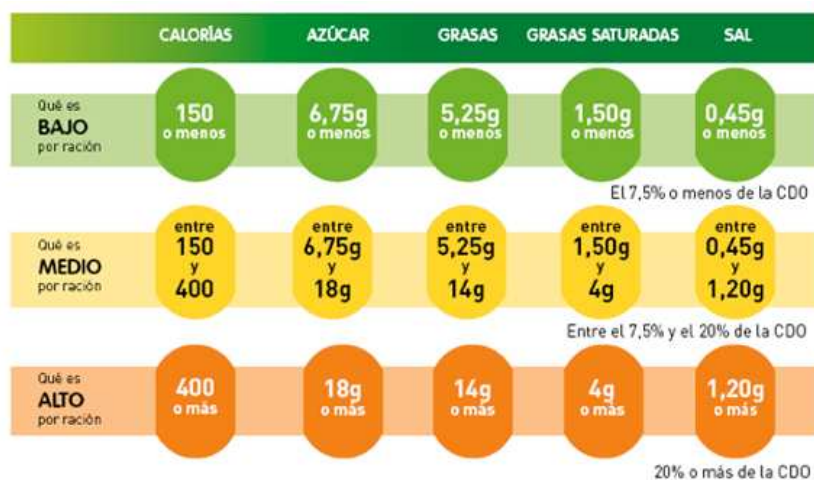 CALORÍAS AZÚCAR GRASAS GRASAS SATURADAS SAL
Qué es
BAJO
por ración
150
o menos
6,75g
o menos
5,25g
o menos
1,50g
o menos
0,45g
o menos
El 7,5% o menos de la CDO
Qué es
MEDIO
por ración
entre
150
y
400
entre
6,75g
y
18g
entre
5,25g
y
14g
entre
1,50g
y
4g
entre
0,45g
y
1,20g
Entre el 7,5% y el 20% de la CDO
Qué es
ALTO
por ración
400
o más
18g
o más
14g
o más
4g
o más
1,20g
o más
20% o más de la CDO